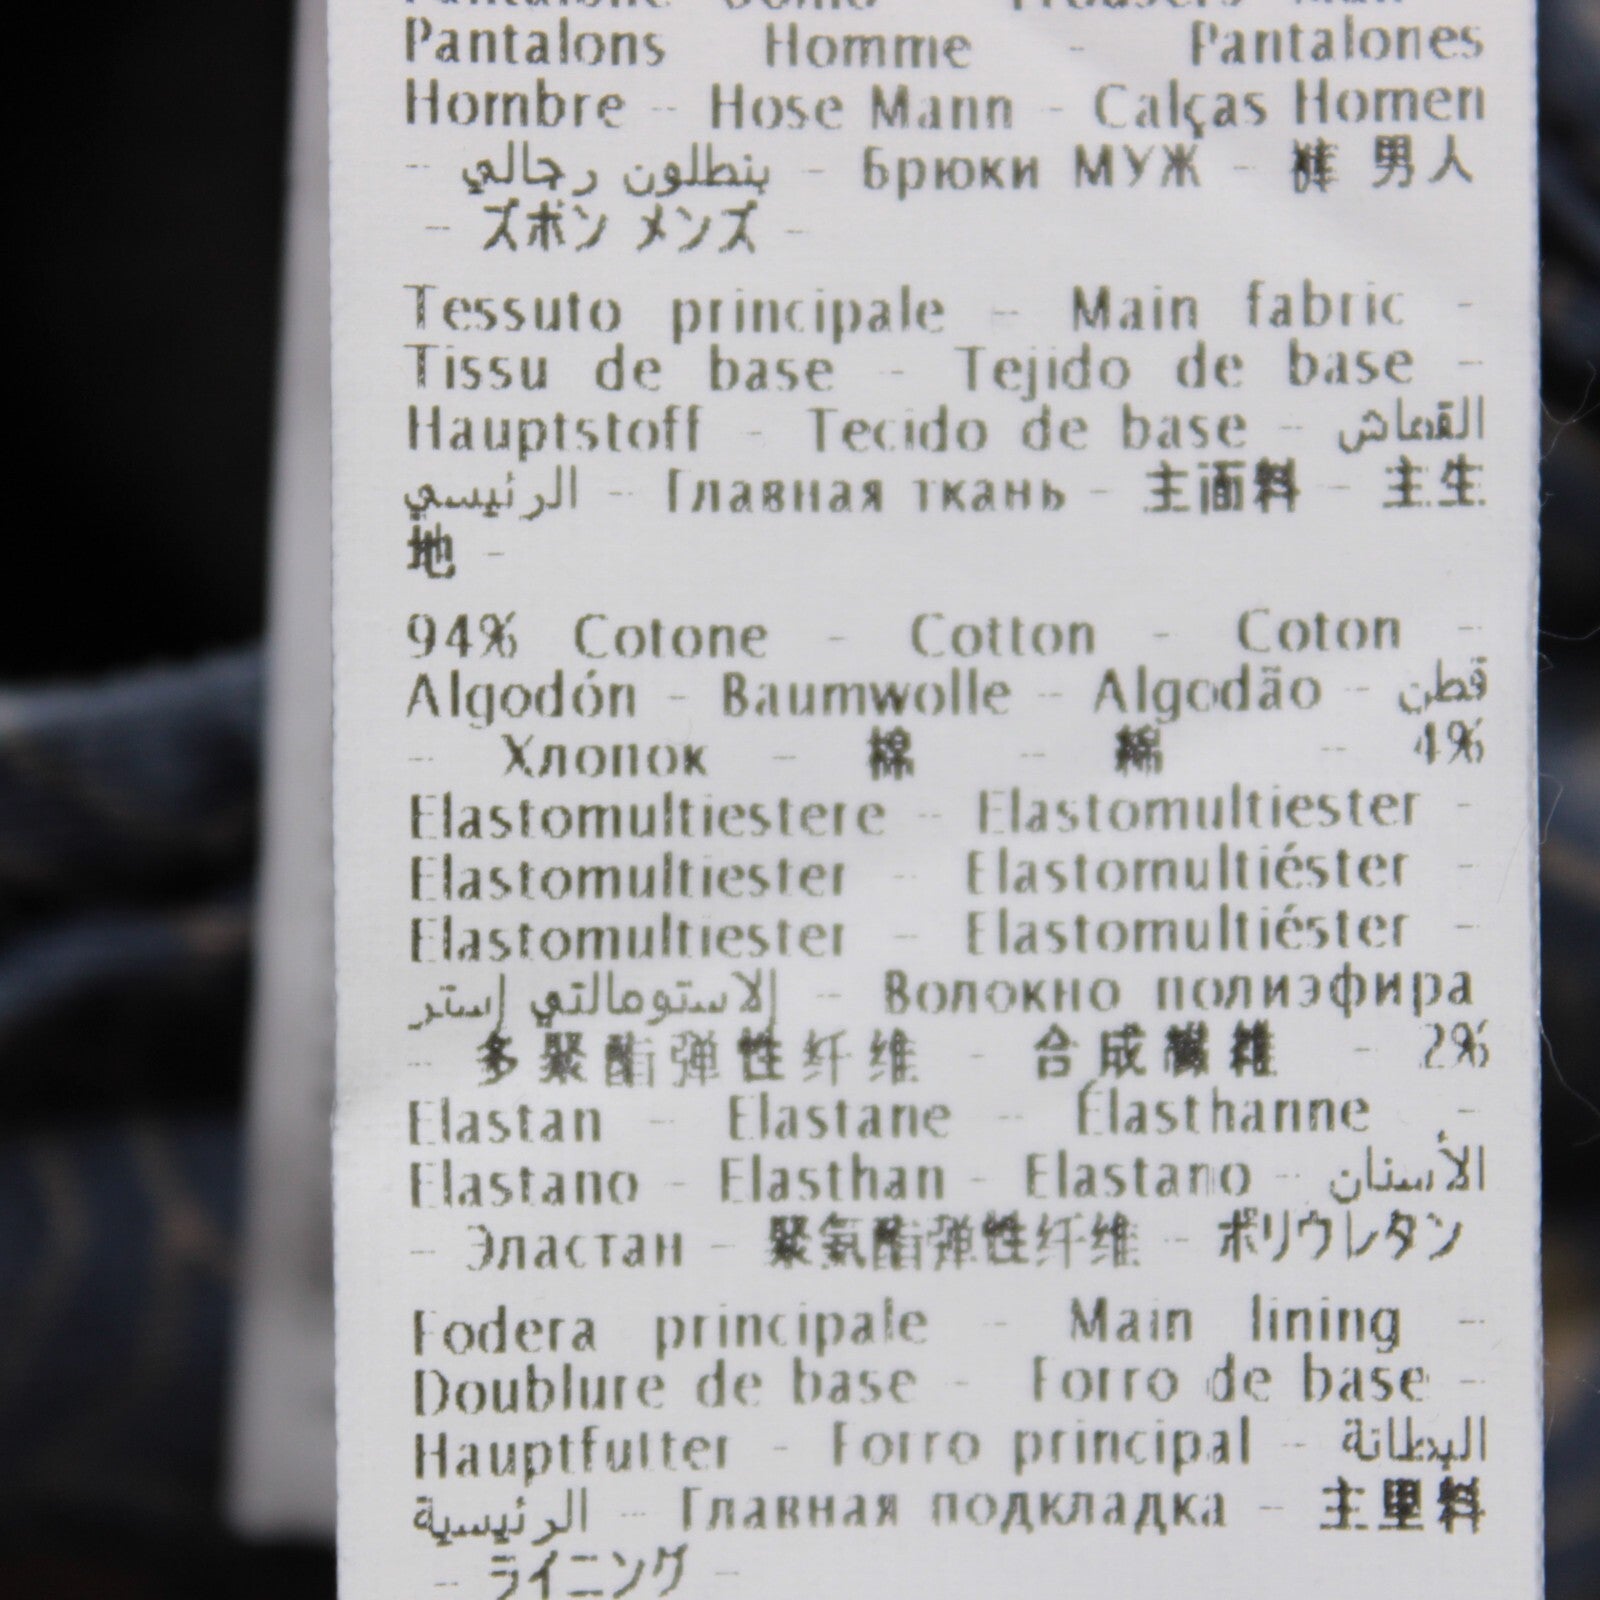 Pantalone Uomo - Trousers Man -
Pantalons Homme - Pantalones
Hombre - Hose Mann - Calças Homen
- بنطلون رجالي - Брюки МУЖ - 裤 男人
- ズボン メンズ -
Tessuto principale - Main fabric -
Tissu de base - Tejido de base -
Hauptstoff - Tecido de base - القماش
الرئيسي - Главная ткань - 主面料 - 主生
地 -
94% Cotone - Cotton - Coton -
Algodón - Baumwolle - Algodão - قطن
- Хлопок - 棉 - 綿 - 4%
Elastomultiestere - Elastomultiester -
Elastomultiester Elastomultiéster -
Elastomultiester - Elastomultiéster -
إلاستومالتي إستر - Волокно полиэфира
- 多聚酯弹性纤维 - 合成繊維 - 2%
Elastan - Elastane - Élasthanne -
Elastano - Elasthan - Elastano - الأستان
- Эластан - 聚氨酯弹性纤维 - ポリウレタン
Fodera principale - Main lining -
Doublure de base - Forro de base -
Hauptfutter - Forro principal - البطانة
الرئيسية - Главная подкладка - 主里料
- ライニング -